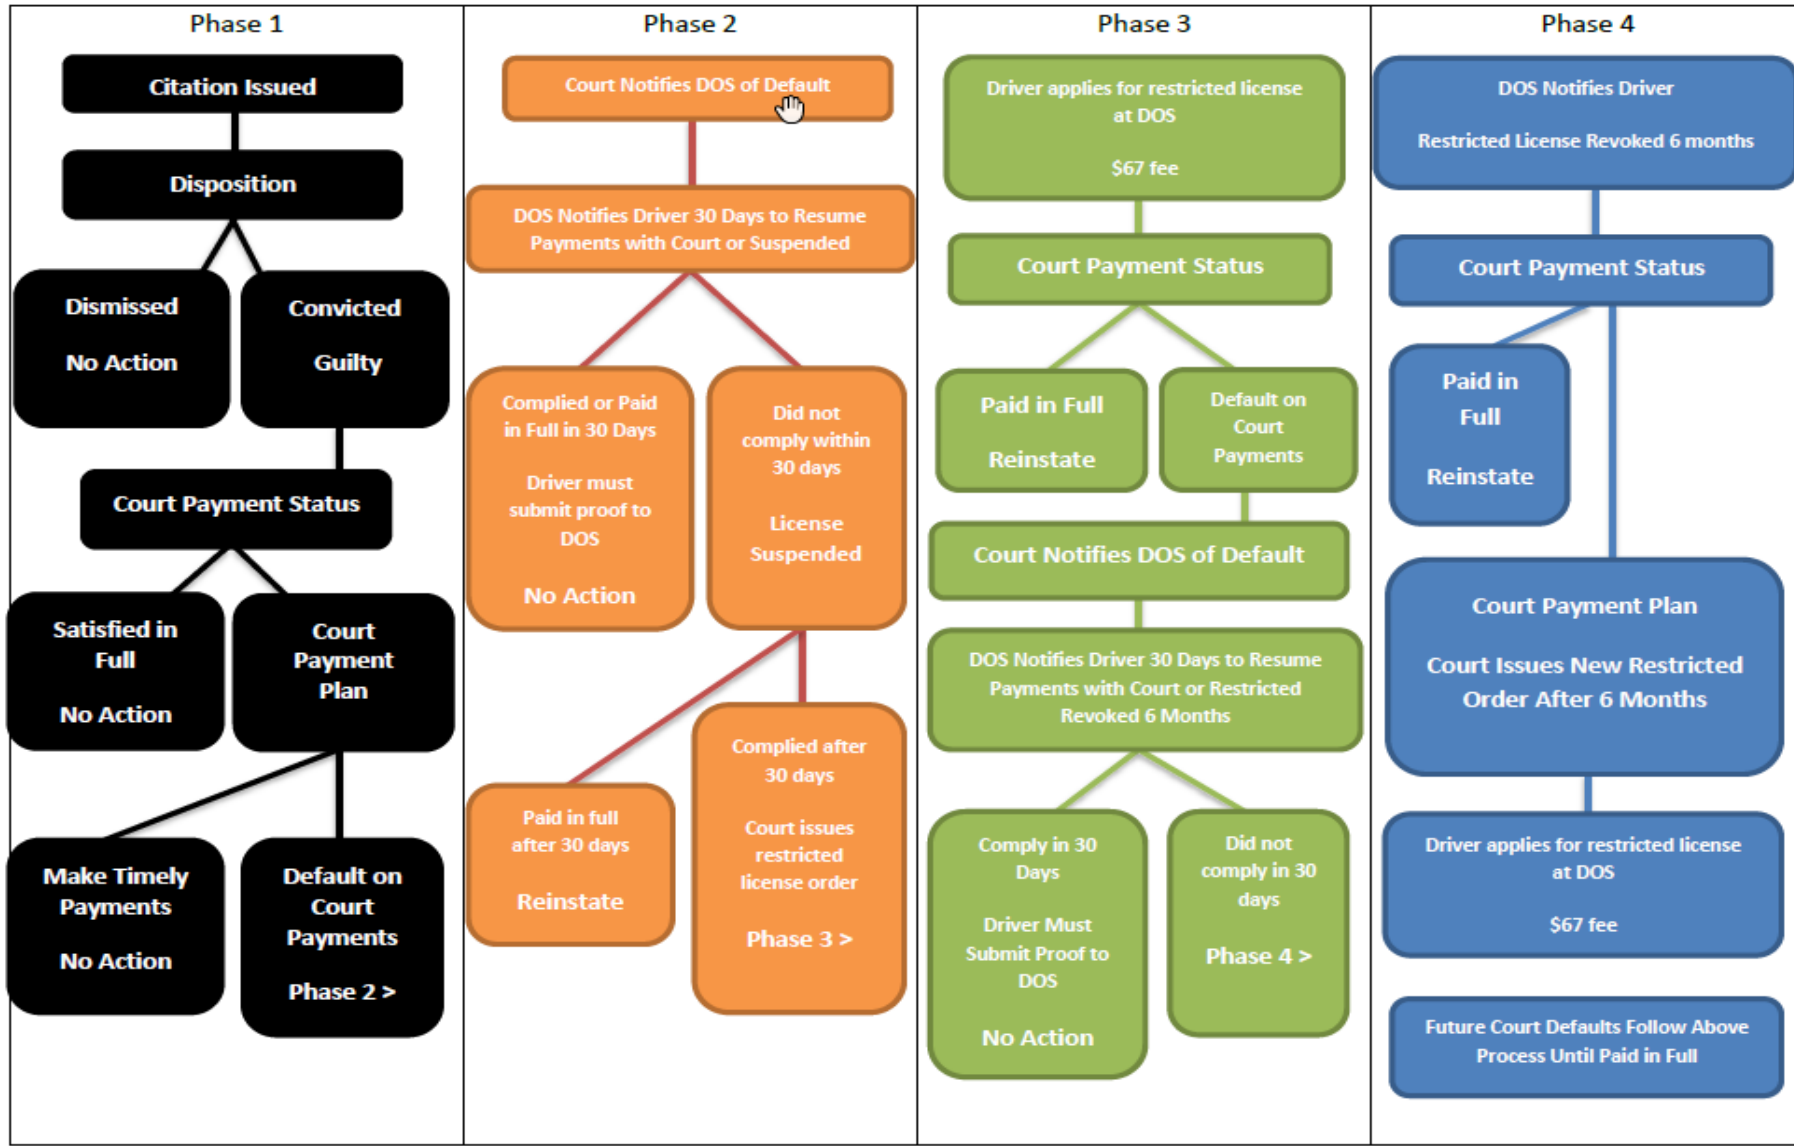 Phase 1
Citation Issued
Disposition
Dismissed
No Action
Convicted
Guilty
Court Payment Status
Satisfied in
Full
No Action
Court
Payment
Plan
Make Timely
Payments
No Action
Default on
Court
Payments
Phase 2 >
Phase 2
Court Notifies DOS of Default
DOS Notifies Driver 30 Days to Resume
Payments with Court or Suspended
Complied or Paid
in Full in 30 Days
Driver must
submit proof to
DOS
No Action
Did not
comply within
30 days
License
Suspended
Paid in full
after 30 days
Reinstate
Complied after
30 days
Court issues
restricted
license order
Phase 3 >
Phase 3
Driver applies for restricted license
at DOS
$67 fee
Court Payment Status
Paid in Full
Reinstate
Default on
Court
Payments
Court Notifies DOS of Default
DOS Notifies Driver 30 Days to Resume
Payments with Court or Restricted
Revoked 6 Months
Comply in 30
Days
Driver Must
Submit Proof to
DOS
No Action
Did not
comply in 30
days
Phase 4 >
Phase 4
DOS Notifies Driver
Restricted License Revoked 6 months
Court Payment Status
Paid in
Full
Reinstate
Court Payment Plan
Court Issues New Restricted
Order After 6 Months
Driver applies for restricted license
at DOS
$67 fee
Future Court Defaults Follow Above
Process Until Paid in Full